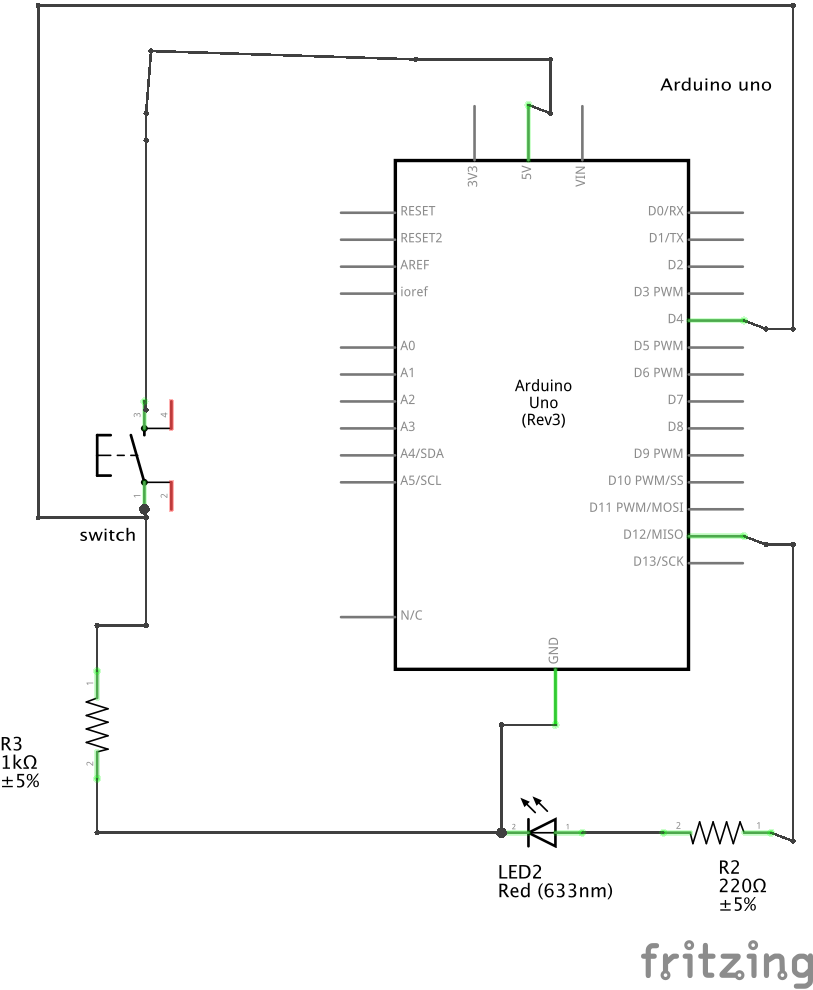 Arduino uno
3V3
5V
VIN
RESET
D0/RX
RESET2
D1/TX
AREF
D2
ioref
D3 PWM
D4
A0
D5 PWM
A1
D6 PWM
Arduino
Uno
(Rev3)
A2
D7
A3
D8
A4/SDA
D9 PWM
A5/SCL
D10 PWM/SS
D11 PWM/MOSI
D12/MISO
D13/SCK
N/C
GND
3
4
1
2
switch
1
2
R3
1kΩ
±5%
2
1
LED2
Red (633nm)
2
1
R2
220Ω
±5%
fritzing